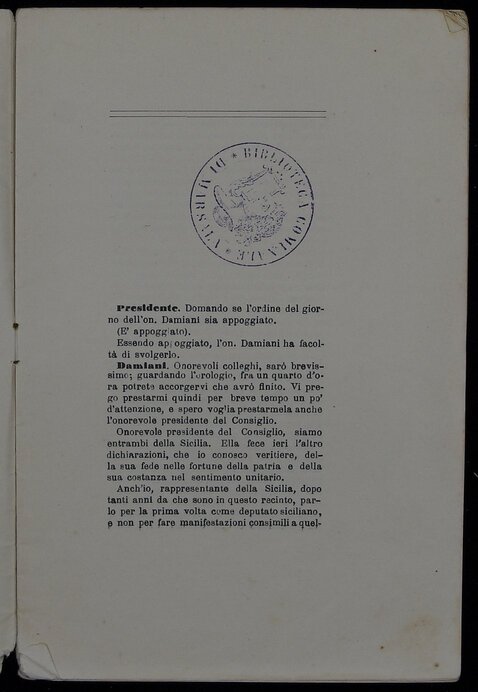 BIBLIOTECA COMUNALE * DI MARSALA *
Presidente. Domando se l'ordine del gior-
no dell'on. Damiani sia appoggiato.
(E' appoggiato).
Essendo appoggiato, l'on. Damiani ha facol-
tà di svolgerlo.
Damiani. Onorevoli colleghi, saró brevis-
simo; guardando l'orologio, fra un quarto d'o-
ra potrete accorgervi che avró finito. Vi pre-
go prestarmi quindi per breve tempo un po'
d'attenzione, e spero voglia prestarmela anche
l'onorevole presidente del Consiglio.
Onorevole presidente del Consiglio, siamo
entrambi della Sicilia. Ella fece ieri l'altro
dichiarazioni, che io conosco veritiere, del-
la sua fede nelle fortune della patria e della
sua costanza nel sentimento unitario.
Anch'io, rappresentante della Sicilia, dopo
tanti anni da che sono in questo recinto, par-
lo per la prima volta come deputato siciliano,
e non per fare manifestazioni consimili a quel-